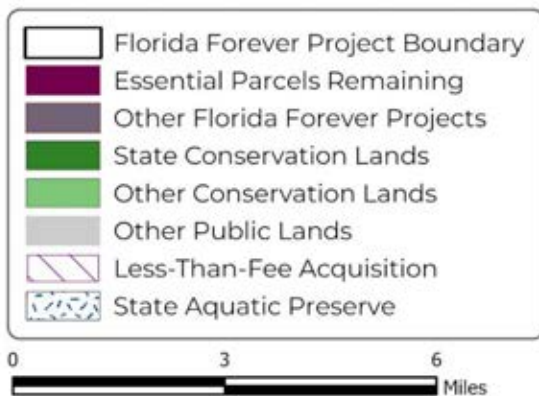 Florida Forever Project Boundary
Essential Parcels Remaining
Other Florida Forever Projects
State Conservation Lands
Other Conservation Lands
Other Public Lands
Less-Than-Fee Acquisition
State Aquatic Preserve
0 3 6
Miles